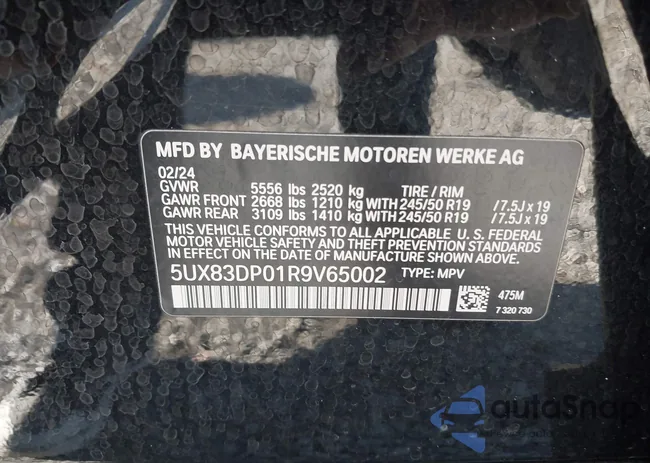 MFD BY BAYERISCHE MOTOREN WERKE AG
02/24
GVWR 5556 lbs 2520 kg TIRE / RIM
GAWR FRONT 2668 lbs 1210 kg WITH 245/50 R19 /7.5J x 19
GAWR REAR 3109 lbs 1410 kg WITH 245/50 R19 /7.5J x 19
THIS VEHICLE CONFORMS TO ALL APPLICABLE U. S. FEDERAL
MOTOR VEHICLE SAFETY AND THEFT PREVENTION STANDARDS
IN EFFECT ON THE DATE OF MANUFACTURE SHOWN ABOVE.
5UX83DP01R9V65002 TYPE: MPV
475M
7 320 730
autoSnap